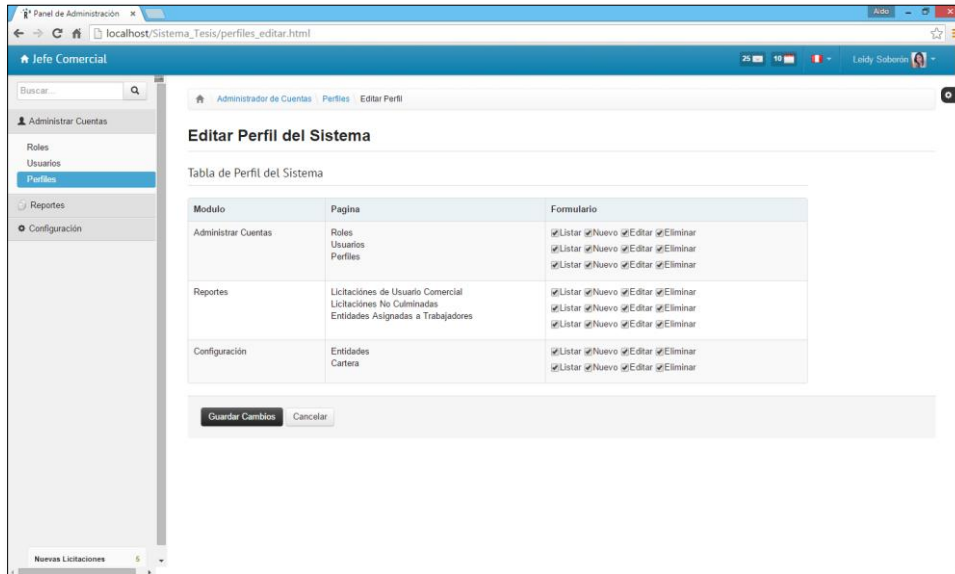 Panel de Administración
Aldo
localhost/Sistema_Tesis/perfiles_editar.html
Jefe Comercial
25
10
Leidy Soberón
Buscar...
Administrador de Cuentas
Perfiles
Editar Perfil
Administrar Cuentas
Roles
Usuarios
Perfiles
Reportes
Configuración
Editar Perfil del Sistema
Tabla de Perfil del Sistema
Modulo Pagina Formulario
Administrar Cuentas Roles Listar Nuevo Editar Eliminar
Usuarios Listar Nuevo Editar Eliminar
Perfiles Listar Nuevo Editar Eliminar
Reportes Licitaciónes de Usuario Comercial Listar Nuevo Editar Eliminar
Licitaciónes No Culminadas Listar Nuevo Editar Eliminar
Entidades Asignadas a Trabajadores Listar Nuevo Editar Eliminar
Configuración Entidades Listar Nuevo Editar Eliminar
Cartera Listar Nuevo Editar Eliminar
Guardar Cambios
Cancelar
Nuevas Licitaciones 5